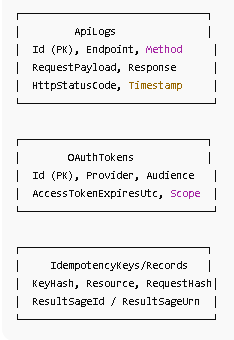 ApiLogs
Id (PK), Endpoint, Method
RequestPayload, Response
HttpStatusCode, Timestamp
OAuthTokens
Id (PK), Provider, Audience
AccessTokenExpiresUtc, Scope
IdempotencyKeys/Records
KeyHash, Resource, RequestHash
ResultSageId / ResultSageUrn